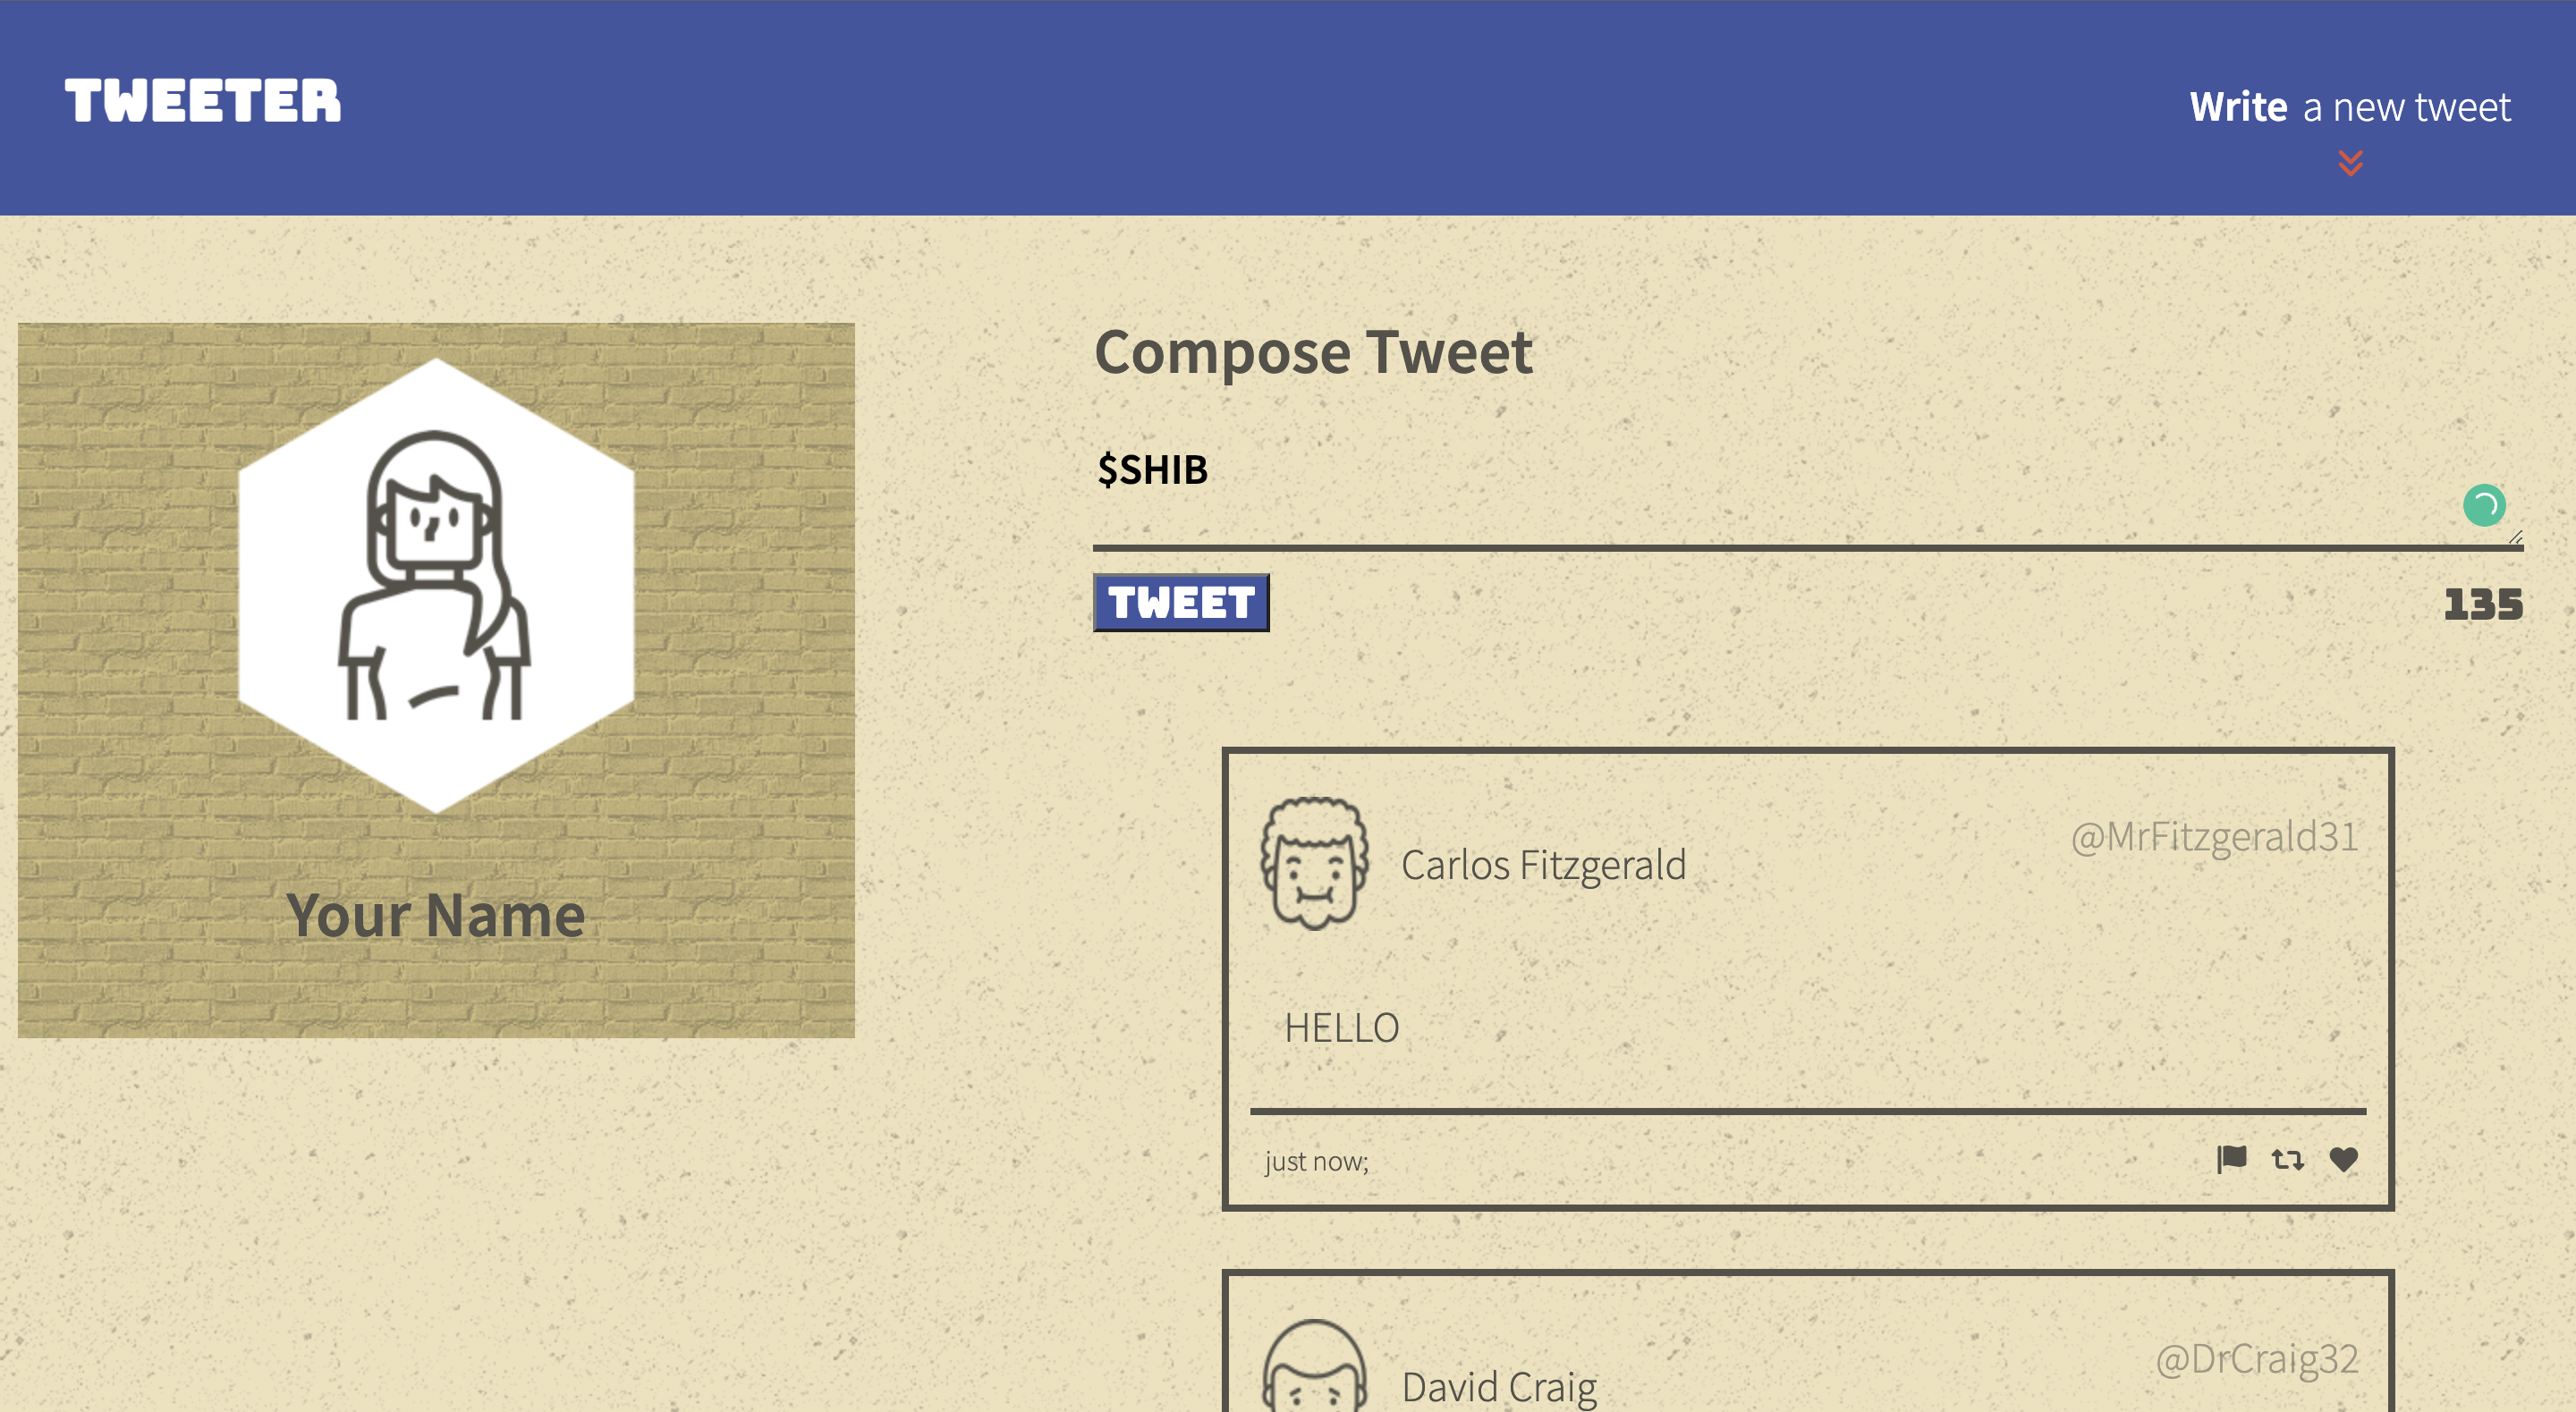 TWEETER
Write a new tweet
Your Name
Compose Tweet
$SHIB
TWEET
135
Carlos Fitzgerald
@MrFitzgerald31
HELLO
just now;
David Craig
@DrCraig32